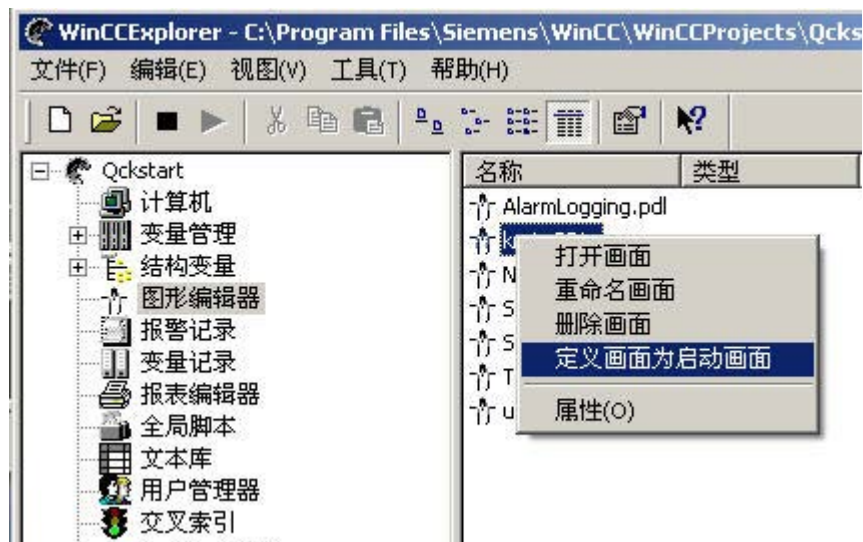 WinCCExplorer - C:\Program Files\Siemens\WinCC\WinCCProjects\Qcks
文件(F) 编辑(E) 视图(V) 工具(T) 帮助(H)
Qckstart
计算机
变量管理
结构变量
图形编辑器
报警记录
变量记录
报表编辑器
全局脚本
文本库
用户管理器
交叉索引
名称 类型
AlarmLogging.pdl
k
N
S
S
T
u
打开画面
重命名画面
删除画面
定义画面为启动画面
属性(O)